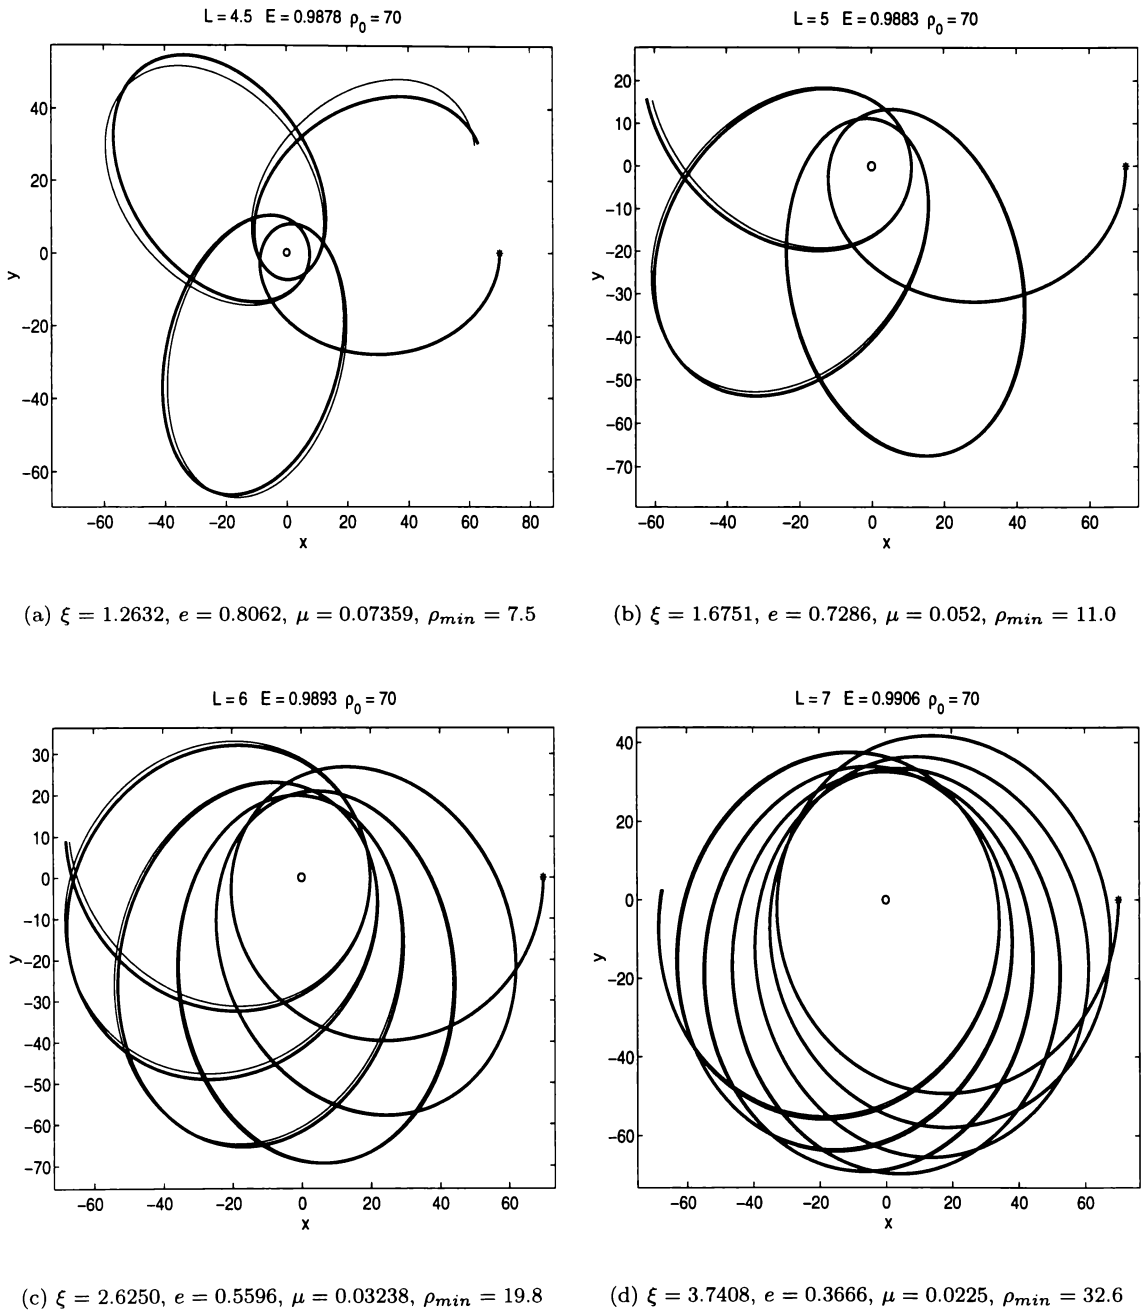 L = 4.5 E = 0.9878 ρ0 = 70
40
20
0
−20
−40
−60
y
−60 −40 −20 0 20 40 60 80
x
(a) ξ = 1.2632, e = 0.8062, μ = 0.07359, ρmin = 7.5
L = 5 E = 0.9883 ρ0 = 70
20
10
0
−10
−20
−30
−40
−50
−60
−70
y
−60 −40 −20 0 20 40 60
x
(b) ξ = 1.6751, e = 0.7286, μ = 0.052, ρmin = 11.0
L = 6 E = 0.9893 ρ0 = 70
30
20
10
0
−10
−20
−30
−40
−50
−60
−70
y
−60 −40 −20 0 20 40 60
x
(c) ξ = 2.6250, e = 0.5596, μ = 0.03238, ρmin = 19.8
L = 7 E = 0.9906 ρ0 = 70
40
20
0
−20
−40
−60
y
−60 −40 −20 0 20 40 60
x
(d) ξ = 3.7408, e = 0.3666, μ = 0.0225, ρmin = 32.6